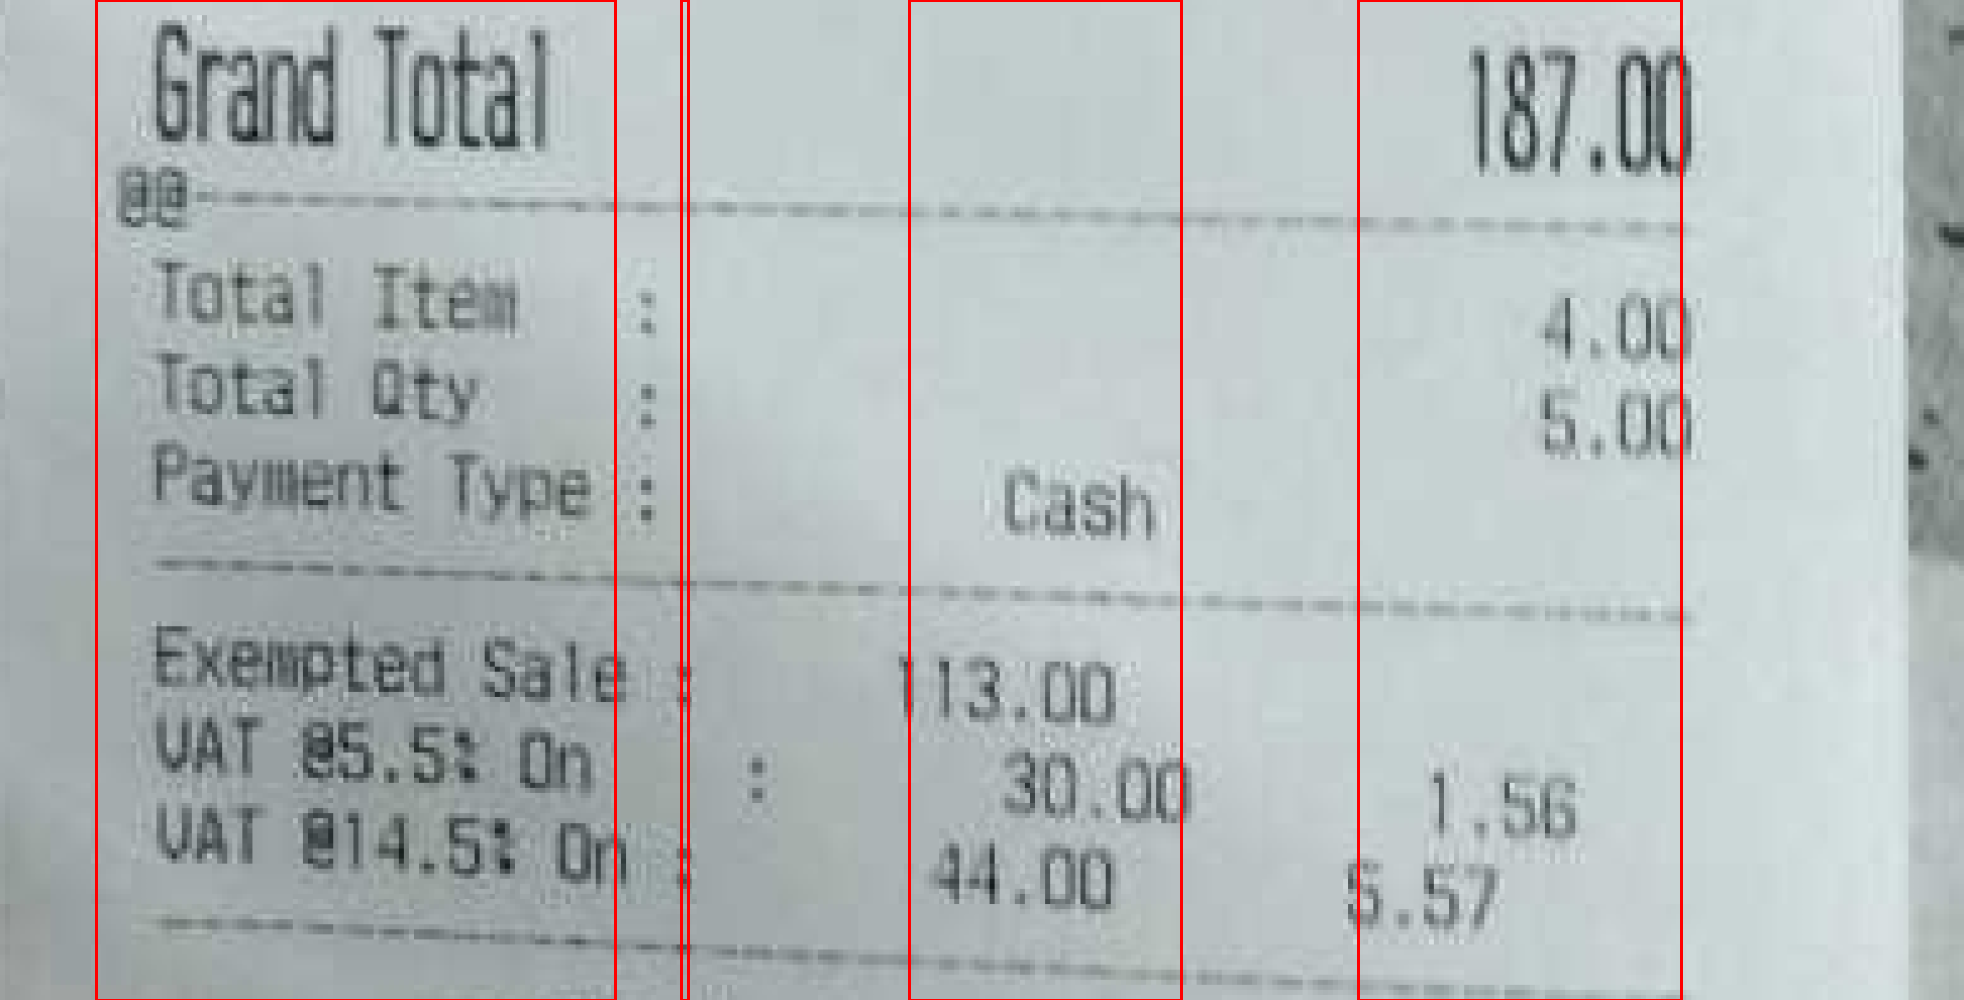 Grand Total 187.00
@@--------------------------------
Total Item : 4.00
Total Qty : 5.00
Payment Type : Cash
--------------------------------
Exempted Sale : 113.00
VAT @5.5% On : 30.00 1.56
VAT @14.5% On : 44.00 5.57
--------------------------------